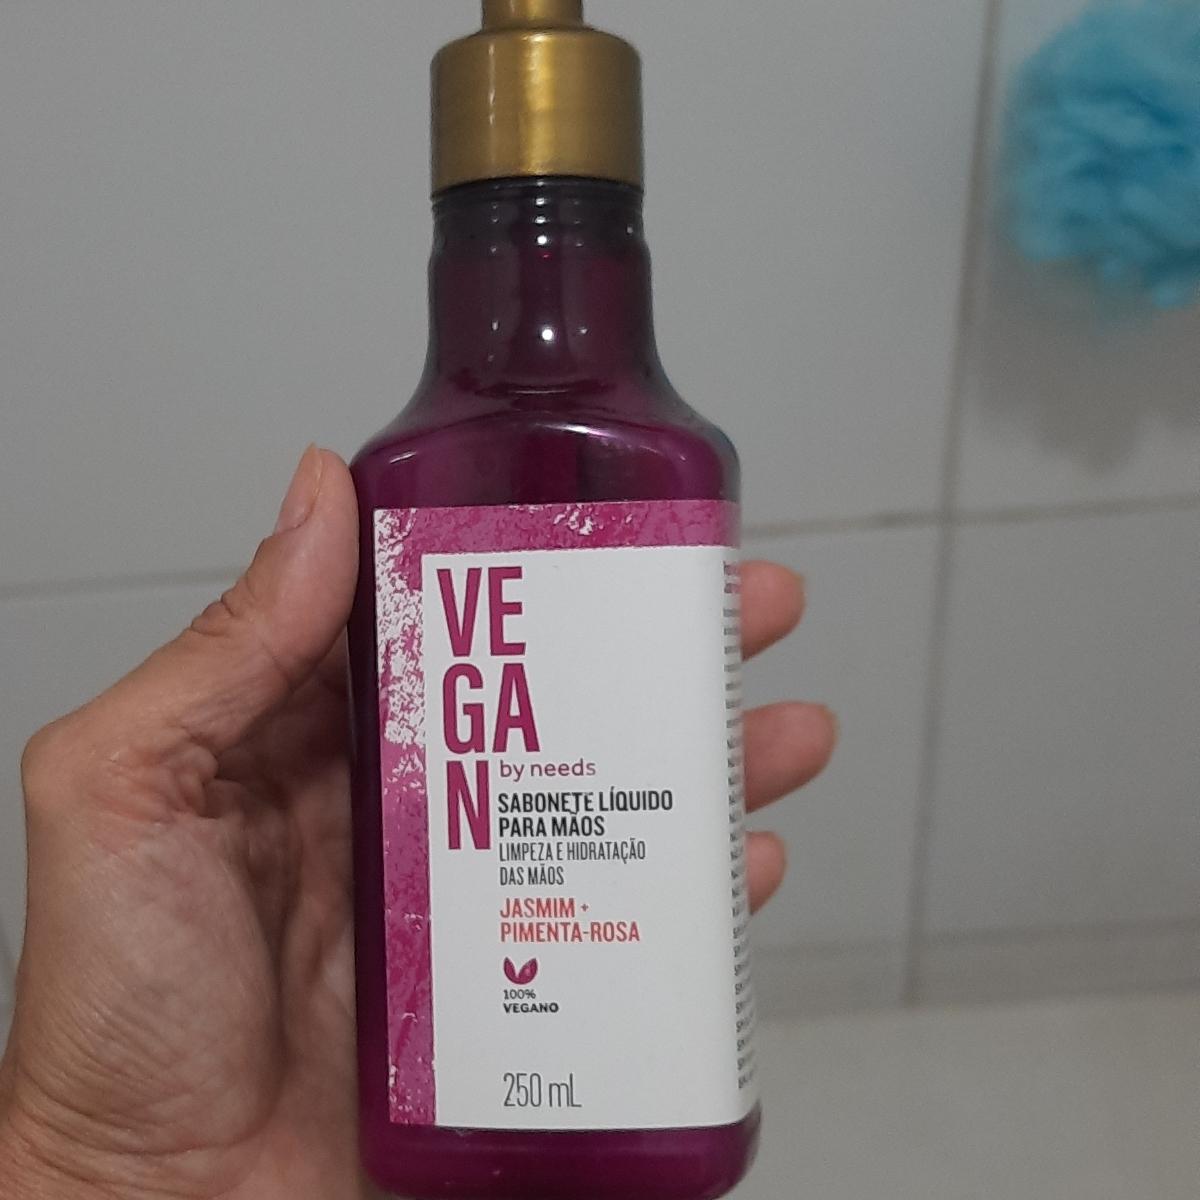 VE
GA
N
by needs
SABONETE LÍQUIDO
PARA MÃOS
LIMPEZA E HIDRATAÇÃO
DAS MÃOS
JASMIM +
PIMENTA-ROSA
100%
VEGANO
250 mL